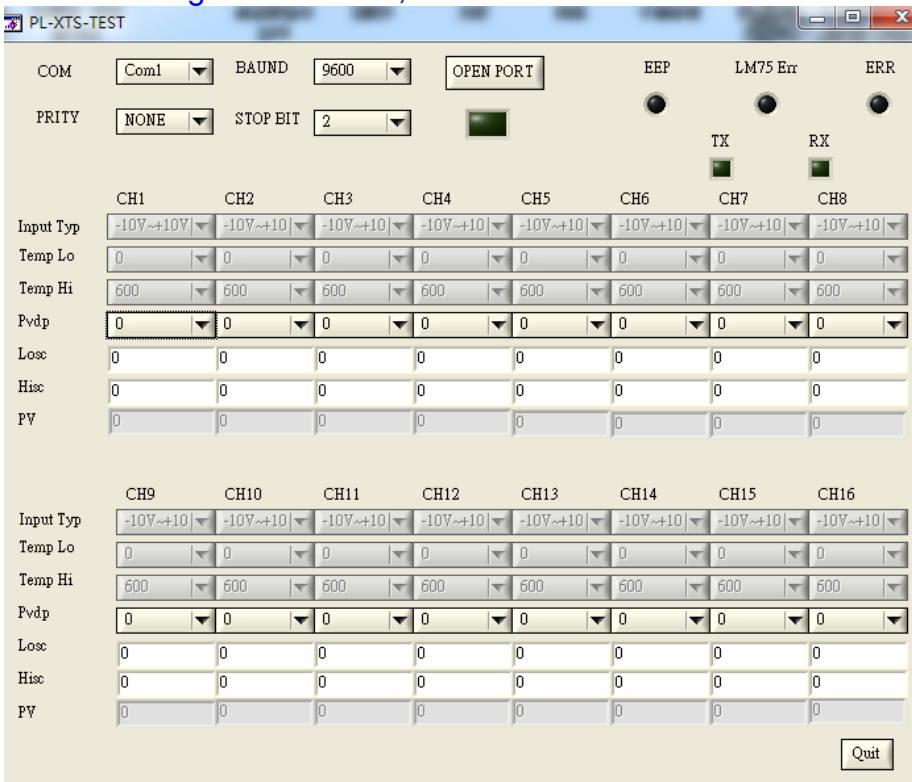 PL-XTS-TEST
COM Com1 BAUND 9600 OPEN PORT EEP LM75 Err ERR
PRITY NONE STOP BIT 2
TX RX
CH1 CH2 CH3 CH4 CH5 CH6 CH7 CH8
Input Typ -10V~+10V -10V~+10 -10V~+10 -10V~+10 -10V~+10 -10V~+10 -10V~+10 -10V~+10
Temp Lo 0 0 0 0 0 0 0 0
Temp Hi 600 600 600 600 600 600 600 600
Pvdp 0 0 0 0 0 0 0 0
Losc 0 0 0 0 0 0 0 0
Hisc 0 0 0 0 0 0 0 0
PV 0 0 0 0 0 0 0 0
CH9 CH10 CH11 CH12 CH13 CH14 CH15 CH16
Input Typ -10V~+10 -10V~+10 -10V~+10 -10V~+10 -10V~+10 -10V~+10 -10V~+10 -10V~+10
Temp Lo 0 0 0 0 0 0 0 0
Temp Hi 600 600 600 600 600 600 600 600
Pvdp 0 0 0 0 0 0 0 0
Losc 0 0 0 0 0 0 0 0
Hisc 0 0 0 0 0 0 0 0
PV 0 0 0 0 0 0 0 0
Quit